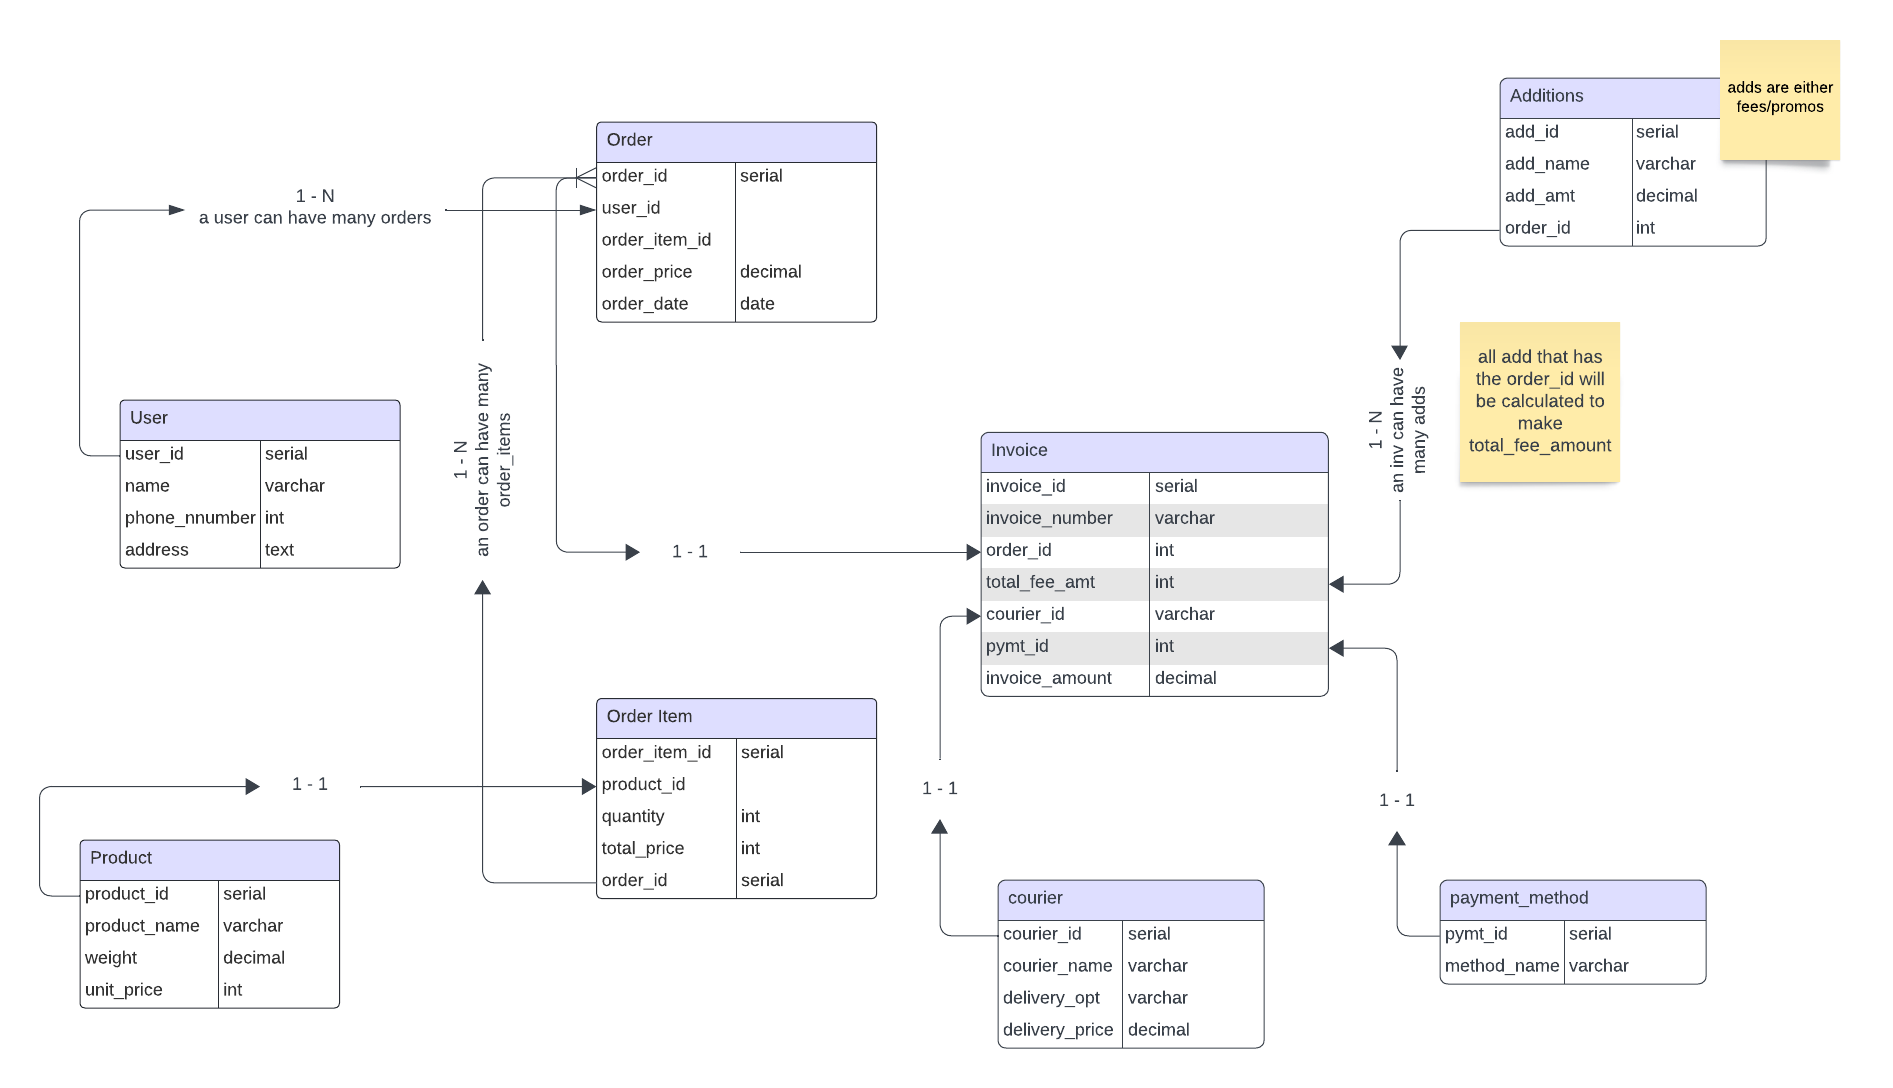 adds are either
fees/promos
Additions
add_id serial
add_name varchar
add_amt decimal
order_id int
Order
order_id serial
user_id
order_item_id
order_price decimal
order_date date
1 - N
a user can have many orders
all add that has
the order_id will
be calculated to
make
total_fee_amount
1 - N
an inv can have
many adds
User
user_id serial
name varchar
phone_nnumber int
address text
1 - N
an order can have many
order_items
Invoice
invoice_id serial
invoice_number varchar
order_id int
total_fee_amt int
courier_id varchar
pymt_id int
invoice_amount decimal
1 - 1
Order Item
order_item_id serial
product_id
quantity int
total_price int
order_id serial
1 - 1
1 - 1
1 - 1
Product
product_id serial
product_name varchar
weight decimal
unit_price int
courier
courier_id serial
courier_name varchar
delivery_opt varchar
delivery_price decimal
payment_method
pymt_id serial
method_name varchar